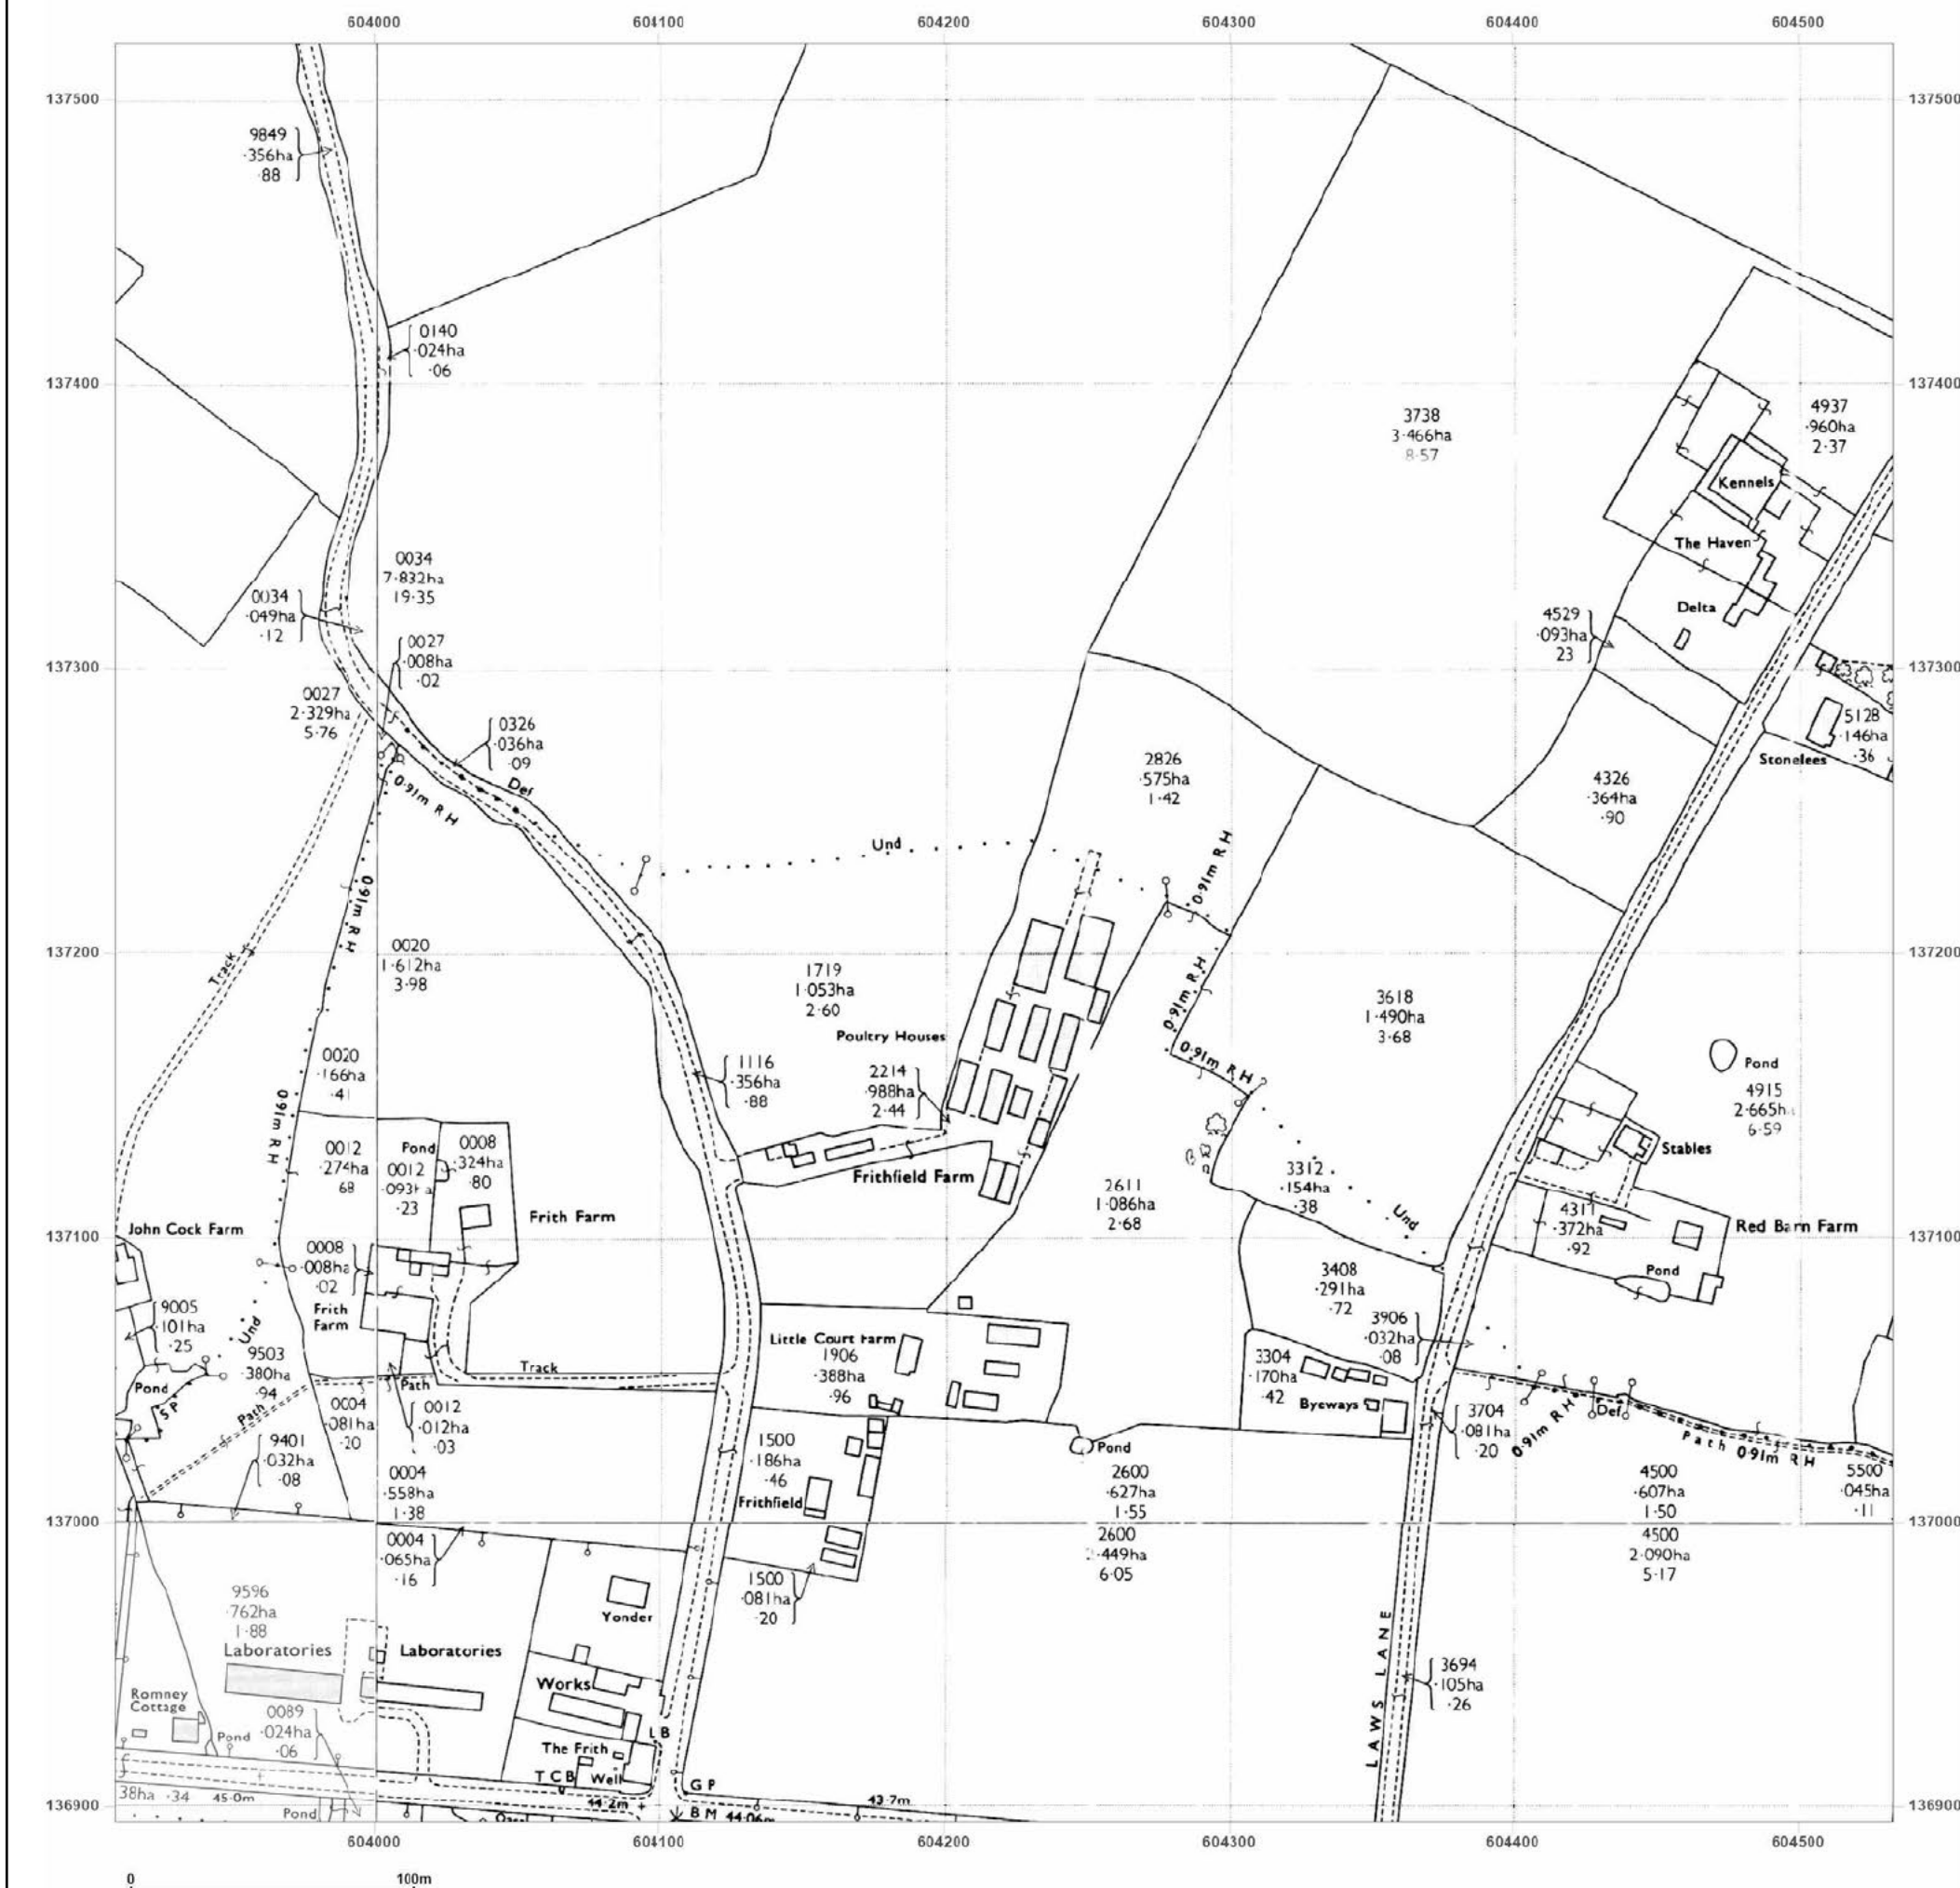 604000 604100 604200 604300 604400 604500
137500 137500
9849
·356ha
·88
0140
·024ha
·06
137400 137400
3738
3·466ha
8·57
4937
·960ha
2·37
Kennels
The Haven
Delta
0034
7·832ha
19·35
0034
·049ha
·12
4529
·093ha
23
0027
·008ha
·02
137300 137300
0027
2·329ha
5·76
0326
·036ha
·09
Def
0·91m R H
5128
·146ha
·36
Stonelees
2826
·575ha
1·42
4326
·364ha
·90
Und
0·91m R H
0·91m R H
137200 137200
Track
0020
1·612ha
3·98
1719
1·053ha
2·60
0·91m R H
3618
1·490ha
3·68
Poultry Houses
0020
·166ha
·41
1116
·356ha
·88
2214
·988ha
2·44
0·91m R H
Pond
4915
2·665h
6·59
0·91m R H
0012
·274ha
68
Pond
0012
·093ha
·23
0008
·324ha
·80
Stables
Frithfield Farm
3312
·154ha
·38
2611
1·086ha
2·68
Und
4311
·372ha
·92
Red Barn Farm
John Cock Farm
Frith Farm
137100 137100
0008
·008ha
·02
Frith
Farm
Pond
3408
·291ha
·72
9005
·101ha
·25
Und
9503
·380ha
·94
3906
·032ha
·08
Little Court Farm
1906
·388ha
·96
3304
·170ha
·42
Byeways
Track
Path
Pond
S P
Path
0004
·081ha
·20
0012
·012ha
·03
3704
·081ha
·20
0·91m R H
Def
Path 0·91m R H
9401
·032ha
·08
1500
·186ha
·46
Frithfield
Pond
0004
·558ha
1·38
2600
·627ha
1·55
4500
·607ha
1·50
5500
·045ha
·11
137000 137000
0004
·065ha
·16
2600
·449ha
6·05
4500
2·090ha
5·17
1500
·081ha
·20
9596
·762ha
1·88
Laboratories
Laboratories
Yonder
Works
LAWS LANE
3694
·105ha
·26
Romney
Cottage
0089
·024ha
·06
Pond
L B
The Frith
T C B Well
G P
38ha ·34 45·0m
44·2m
43·7m
Pond
B M 44·06m
136900 136900
604000 604100 604200 604300 604400 604500
0 100m